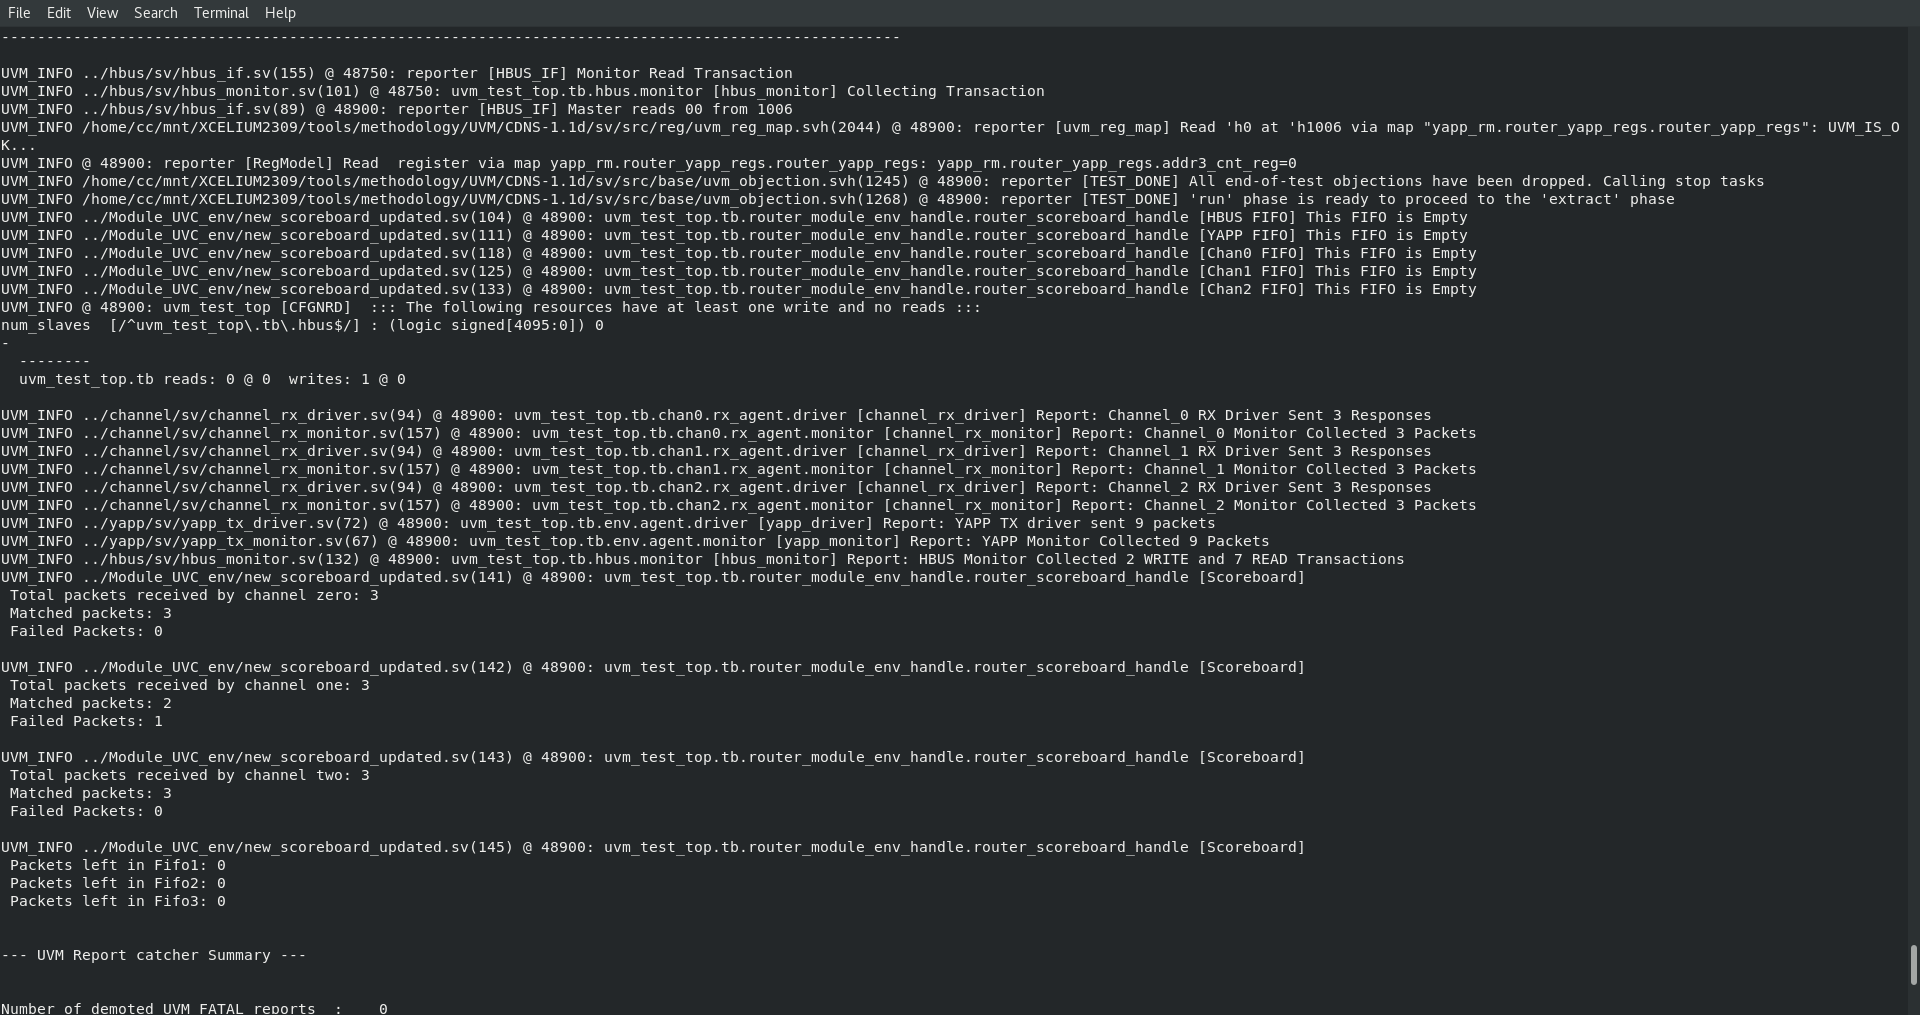 File Edit View Search Terminal Help
----------------------------------------------------------------------------------------------------
UVM_INFO ../hbus/sv/hbus_if.sv(155) @ 48750: reporter [HBUS_IF] Monitor Read Transaction
UVM_INFO ../hbus/sv/hbus_monitor.sv(101) @ 48750: uvm_test_top.tb.hbus.monitor [hbus_monitor] Collecting Transaction
UVM_INFO ../hbus/sv/hbus_if.sv(89) @ 48900: reporter [HBUS_IF] Master reads 00 from 1006
UVM_INFO /home/cc/mnt/XCELIUM2309/tools/methodology/UVM/CDNS-1.1d/sv/src/reg/uvm_reg_map.svh(2044) @ 48900: reporter [uvm_reg_map] Read 'h0 at 'h1006 via map "yapp_rm.router_yapp_regs.router_yapp_regs": UVM_IS_O
K...
UVM_INFO @ 48900: reporter [RegModel] Read  register via map yapp_rm.router_yapp_regs.router_yapp_regs: yapp_rm.router_yapp_regs.addr3_cnt_reg=0
UVM_INFO /home/cc/mnt/XCELIUM2309/tools/methodology/UVM/CDNS-1.1d/sv/src/base/uvm_objection.svh(1245) @ 48900: reporter [TEST_DONE] All end-of-test objections have been dropped. Calling stop tasks
UVM_INFO /home/cc/mnt/XCELIUM2309/tools/methodology/UVM/CDNS-1.1d/sv/src/base/uvm_objection.svh(1268) @ 48900: reporter [TEST_DONE] 'run' phase is ready to proceed to the 'extract' phase
UVM_INFO ../Module_UVC_env/new_scoreboard_updated.sv(104) @ 48900: uvm_test_top.tb.router_module_env_handle.router_scoreboard_handle [HBUS FIFO] This FIFO is Empty
UVM_INFO ../Module_UVC_env/new_scoreboard_updated.sv(111) @ 48900: uvm_test_top.tb.router_module_env_handle.router_scoreboard_handle [YAPP FIFO] This FIFO is Empty
UVM_INFO ../Module_UVC_env/new_scoreboard_updated.sv(118) @ 48900: uvm_test_top.tb.router_module_env_handle.router_scoreboard_handle [Chan0 FIFO] This FIFO is Empty
UVM_INFO ../Module_UVC_env/new_scoreboard_updated.sv(125) @ 48900: uvm_test_top.tb.router_module_env_handle.router_scoreboard_handle [Chan1 FIFO] This FIFO is Empty
UVM_INFO ../Module_UVC_env/new_scoreboard_updated.sv(133) @ 48900: uvm_test_top.tb.router_module_env_handle.router_scoreboard_handle [Chan2 FIFO] This FIFO is Empty
UVM_INFO @ 48900: uvm_test_top [CFGNRD]  ::: The following resources have at least one write and no reads :::
num_slaves  [/^uvm_test_top\.tb\.hbus$/] : (logic signed[4095:0]) 0
-
  --------
  uvm_test_top.tb reads: 0 @ 0  writes: 1 @ 0
UVM_INFO ../channel/sv/channel_rx_driver.sv(94) @ 48900: uvm_test_top.tb.chan0.rx_agent.driver [channel_rx_driver] Report: Channel_0 RX Driver Sent 3 Responses
UVM_INFO ../channel/sv/channel_rx_monitor.sv(157) @ 48900: uvm_test_top.tb.chan0.rx_agent.monitor [channel_rx_monitor] Report: Channel_0 Monitor Collected 3 Packets
UVM_INFO ../channel/sv/channel_rx_driver.sv(94) @ 48900: uvm_test_top.tb.chan1.rx_agent.driver [channel_rx_driver] Report: Channel_1 RX Driver Sent 3 Responses
UVM_INFO ../channel/sv/channel_rx_monitor.sv(157) @ 48900: uvm_test_top.tb.chan1.rx_agent.monitor [channel_rx_monitor] Report: Channel_1 Monitor Collected 3 Packets
UVM_INFO ../channel/sv/channel_rx_driver.sv(94) @ 48900: uvm_test_top.tb.chan2.rx_agent.driver [channel_rx_driver] Report: Channel_2 RX Driver Sent 3 Responses
UVM_INFO ../channel/sv/channel_rx_monitor.sv(157) @ 48900: uvm_test_top.tb.chan2.rx_agent.monitor [channel_rx_monitor] Report: Channel_2 Monitor Collected 3 Packets
UVM_INFO ../yapp/sv/yapp_tx_driver.sv(72) @ 48900: uvm_test_top.tb.env.agent.driver [yapp_driver] Report: YAPP TX driver sent 9 packets
UVM_INFO ../yapp/sv/yapp_tx_monitor.sv(67) @ 48900: uvm_test_top.tb.env.agent.monitor [yapp_monitor] Report: YAPP Monitor Collected 9 Packets
UVM_INFO ../hbus/sv/hbus_monitor.sv(132) @ 48900: uvm_test_top.tb.hbus.monitor [hbus_monitor] Report: HBUS Monitor Collected 2 WRITE and 7 READ Transactions
UVM_INFO ../Module_UVC_env/new_scoreboard_updated.sv(141) @ 48900: uvm_test_top.tb.router_module_env_handle.router_scoreboard_handle [Scoreboard]
 Total packets received by channel zero: 3
 Matched packets: 3
 Failed Packets: 0
UVM_INFO ../Module_UVC_env/new_scoreboard_updated.sv(142) @ 48900: uvm_test_top.tb.router_module_env_handle.router_scoreboard_handle [Scoreboard]
 Total packets received by channel one: 3
 Matched packets: 2
 Failed Packets: 1
UVM_INFO ../Module_UVC_env/new_scoreboard_updated.sv(143) @ 48900: uvm_test_top.tb.router_module_env_handle.router_scoreboard_handle [Scoreboard]
 Total packets received by channel two: 3
 Matched packets: 3
 Failed Packets: 0
UVM_INFO ../Module_UVC_env/new_scoreboard_updated.sv(145) @ 48900: uvm_test_top.tb.router_module_env_handle.router_scoreboard_handle [Scoreboard]
 Packets left in Fifo1: 0
 Packets left in Fifo2: 0
 Packets left in Fifo3: 0
--- UVM Report catcher Summary ---
Number of demoted UVM_FATAL reports  :    0